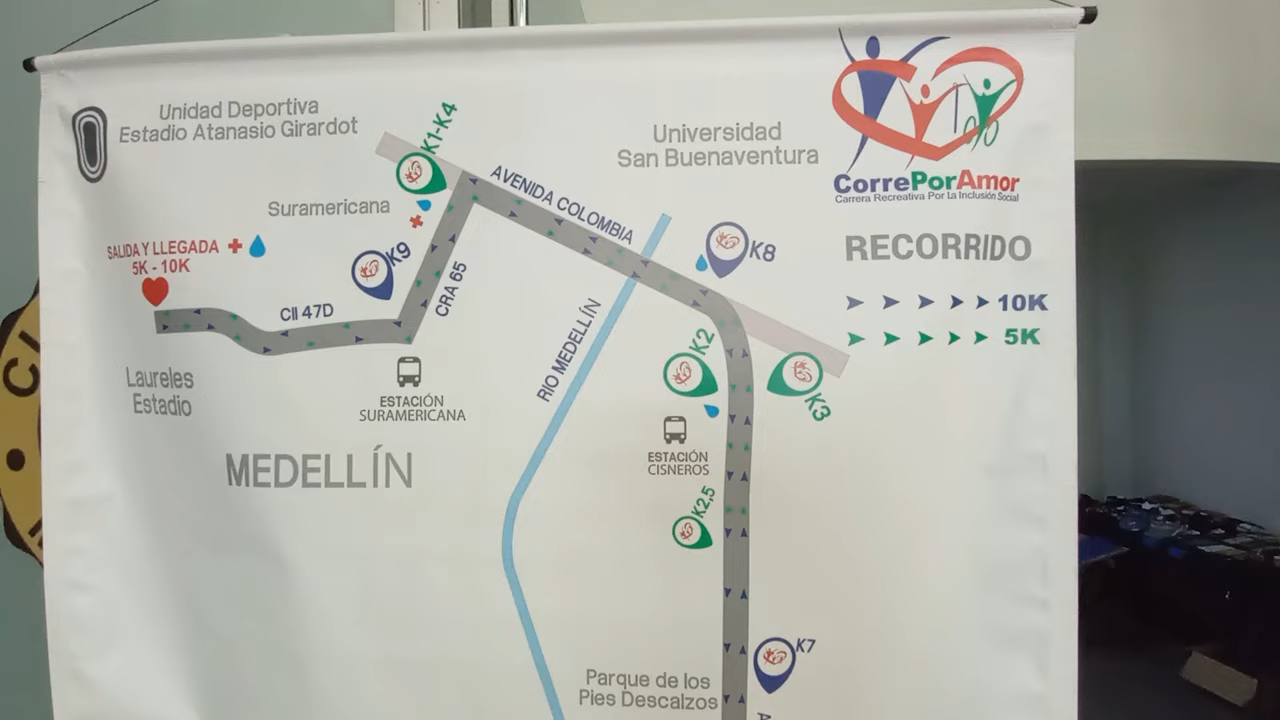 Unidad Deportiva
Estadio Atanasio Girardot
K1-K4
Universidad
San Buenaventura
CorrePorAmor
Carrera Recreativa Por La Inclusión Social
Suramericana
AVENIDA COLOMBIA
SALIDA Y LLEGADA
5K - 10K
K9
K8
RECORRIDO
10K
5K
Cll 47D
CRA 65
RIO MEDELLÍN
K2
K3
Laureles
Estadio
ESTACIÓN
SURAMERICANA
MEDELLÍN
ESTACIÓN
CISNEROS
K2,5
K7
Parque de los
Pies Descalzos